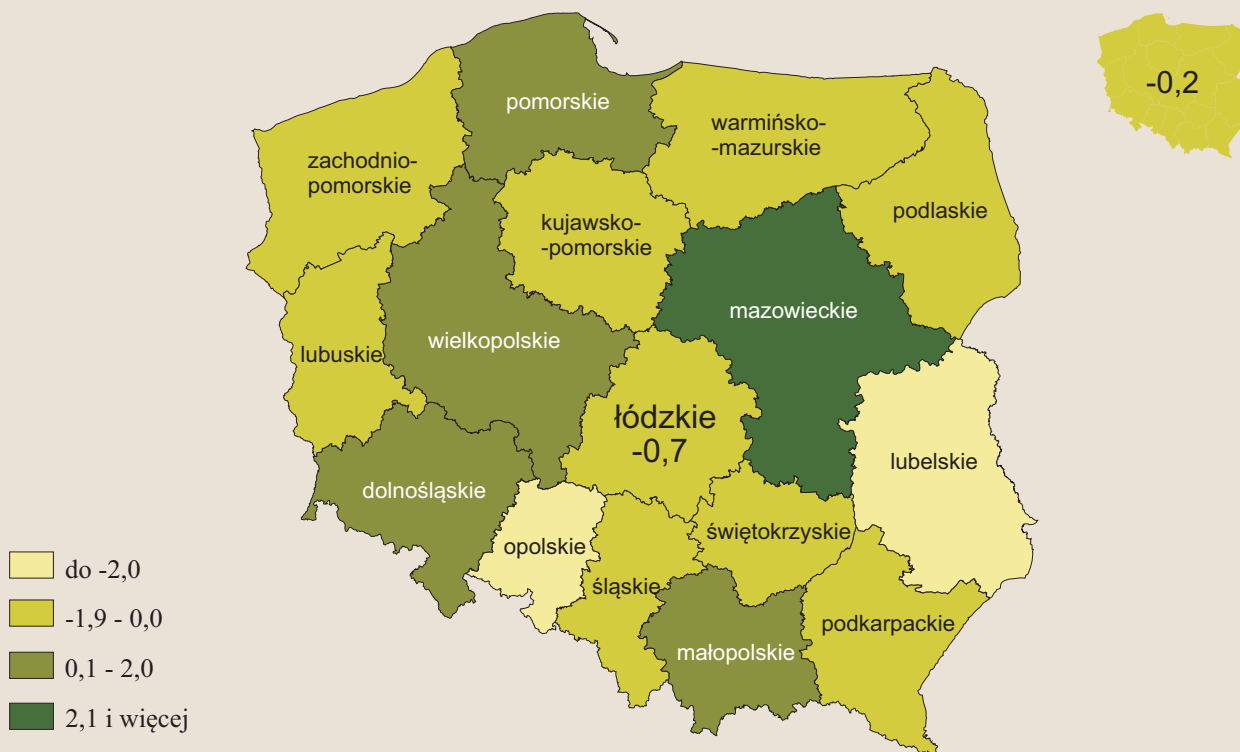 -0,2
pomorskie
warmińsko-
-mazurskie
zachodnio-
pomorskie
podlaskie
kujawsko-
-pomorskie
mazowieckie
wielkopolskie
lubuskie
łódzkie
-0,7
lubelskie
dolnośląskie
świętokrzyskie
opolskie
śląskie
podkarpackie
małopolskie
do -2,0
-1,9 - 0,0
0,1 - 2,0
2,1 i więcej